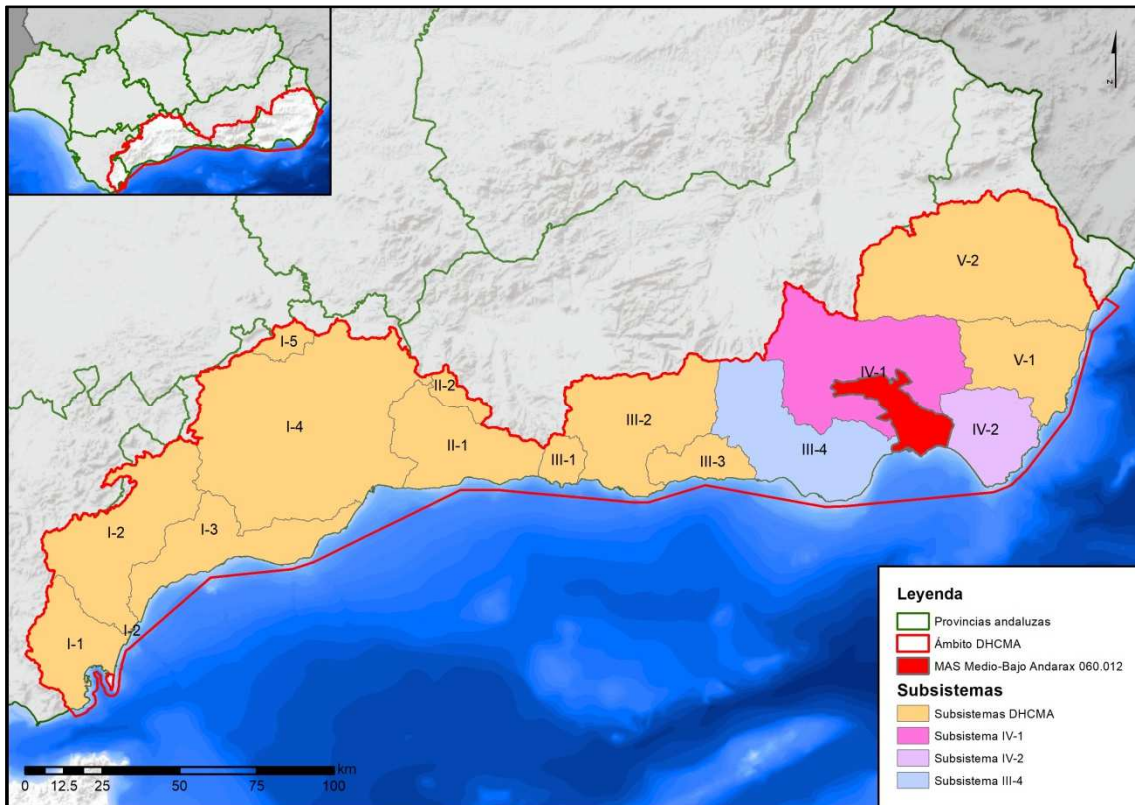 z
V-2
I-5
V-1
II-2
IV-1
I-4
III-2
IV-2
II-1
III-1
III-3
III-4
I-2
I-3
I-1
I-2
km
0 12.5 25 50 75 100
Leyenda
Provincias andaluzas
Ámbito DHCMA
MAS Medio-Bajo Andarax 060.012
Subsistemas
Subsistemas DHCMA
Subsistema IV-1
Subsistema IV-2
Subsistema III-4